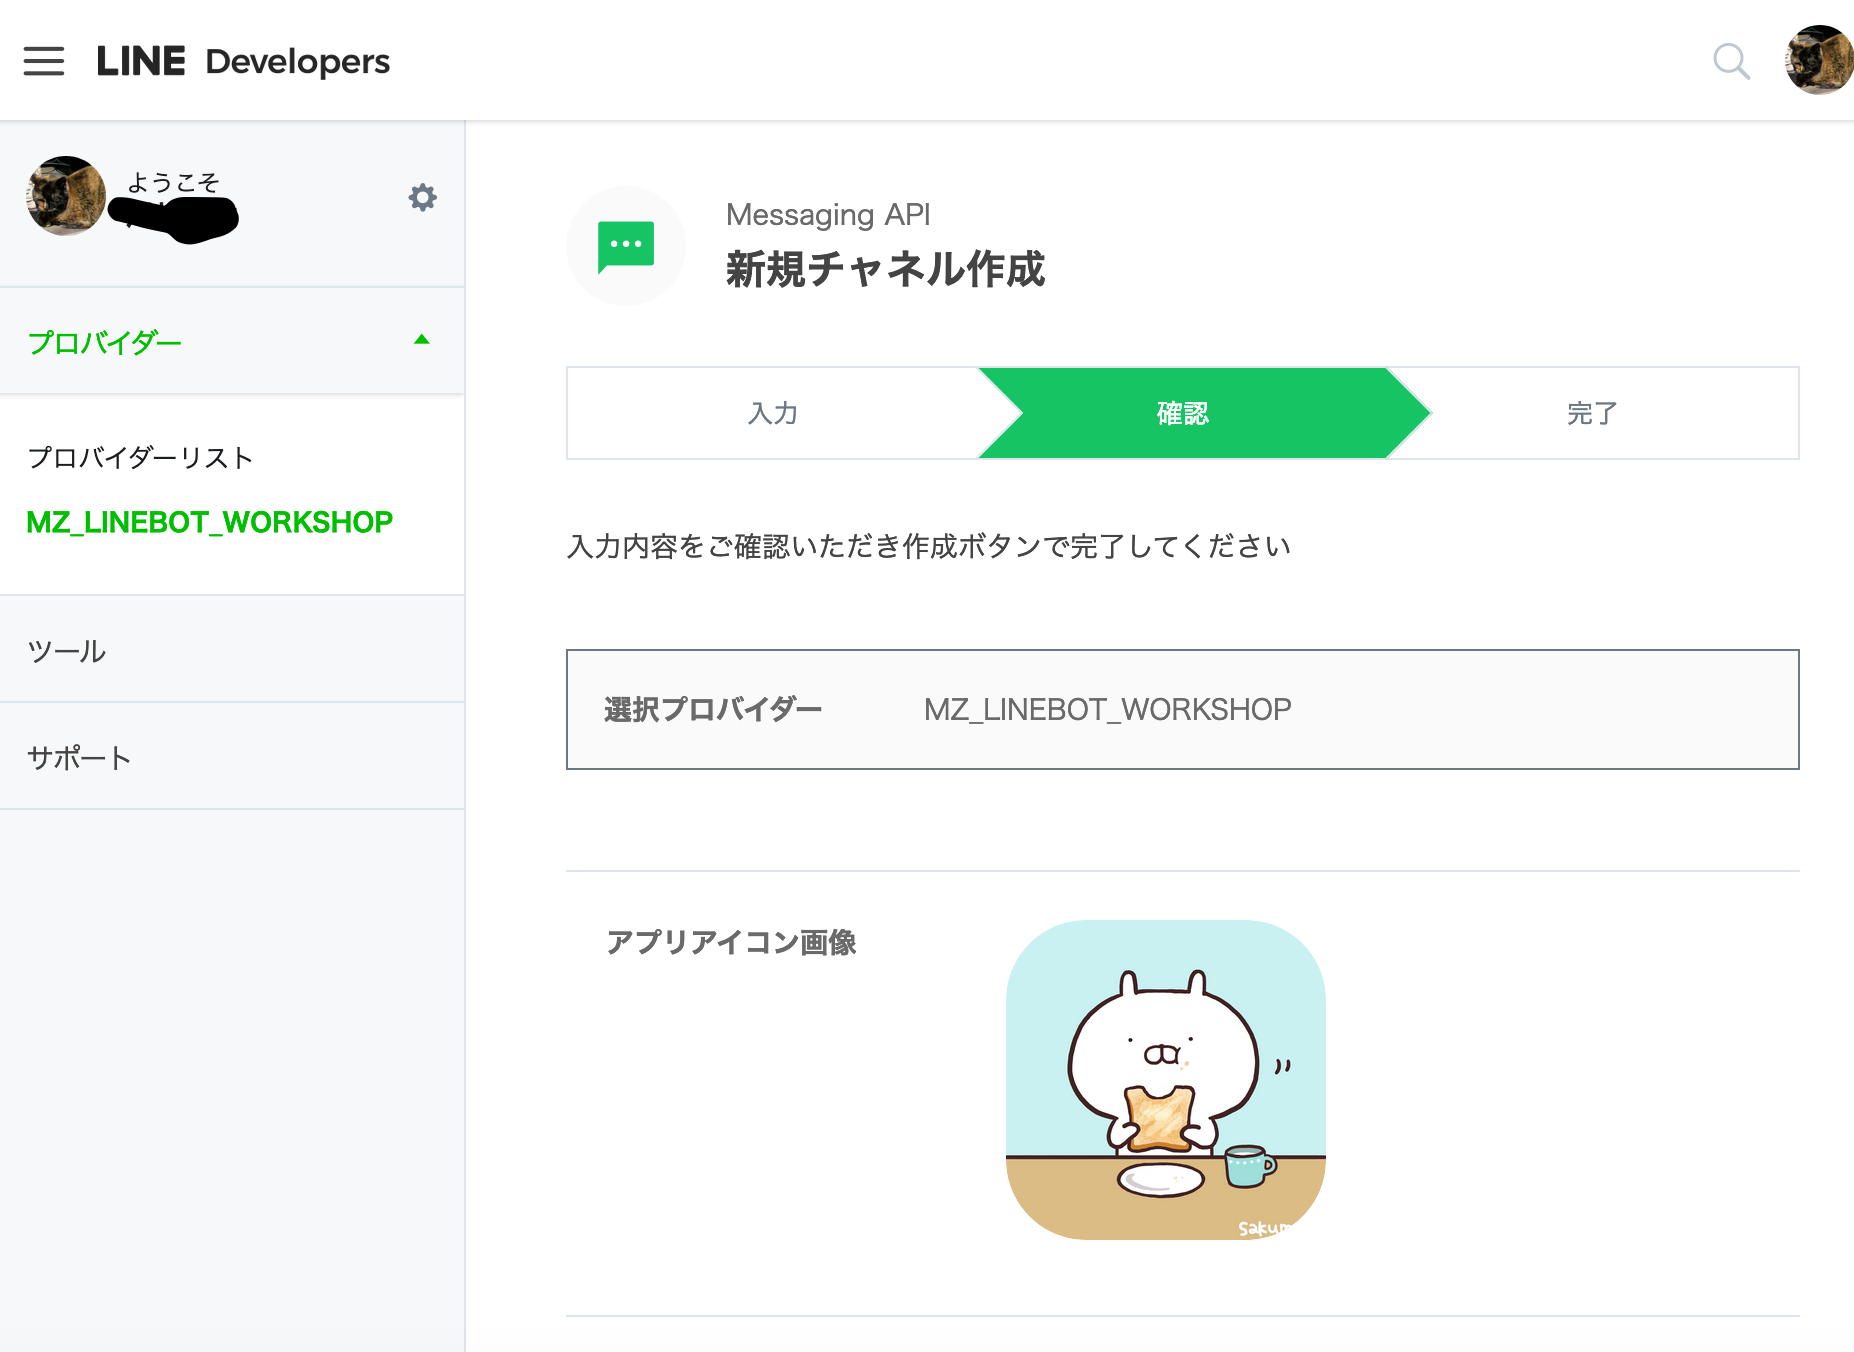 LINE Developers
ようこそ
プロバイダー
プロバイダーリスト
MZ_LINEBOT_WORKSHOP
ツール
サポート
Messaging API
新規チャネル作成
入力
確認
完了
入力内容をご確認いただき作成ボタンで完了してください
選択プロバイダー MZ_LINEBOT_WORKSHOP
アプリアイコン画像